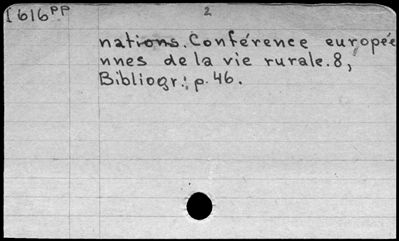 I 616PP
2
nations. Conférence europée
nnes de la vie rurale. 8,
Bibliogr.: p. 46.